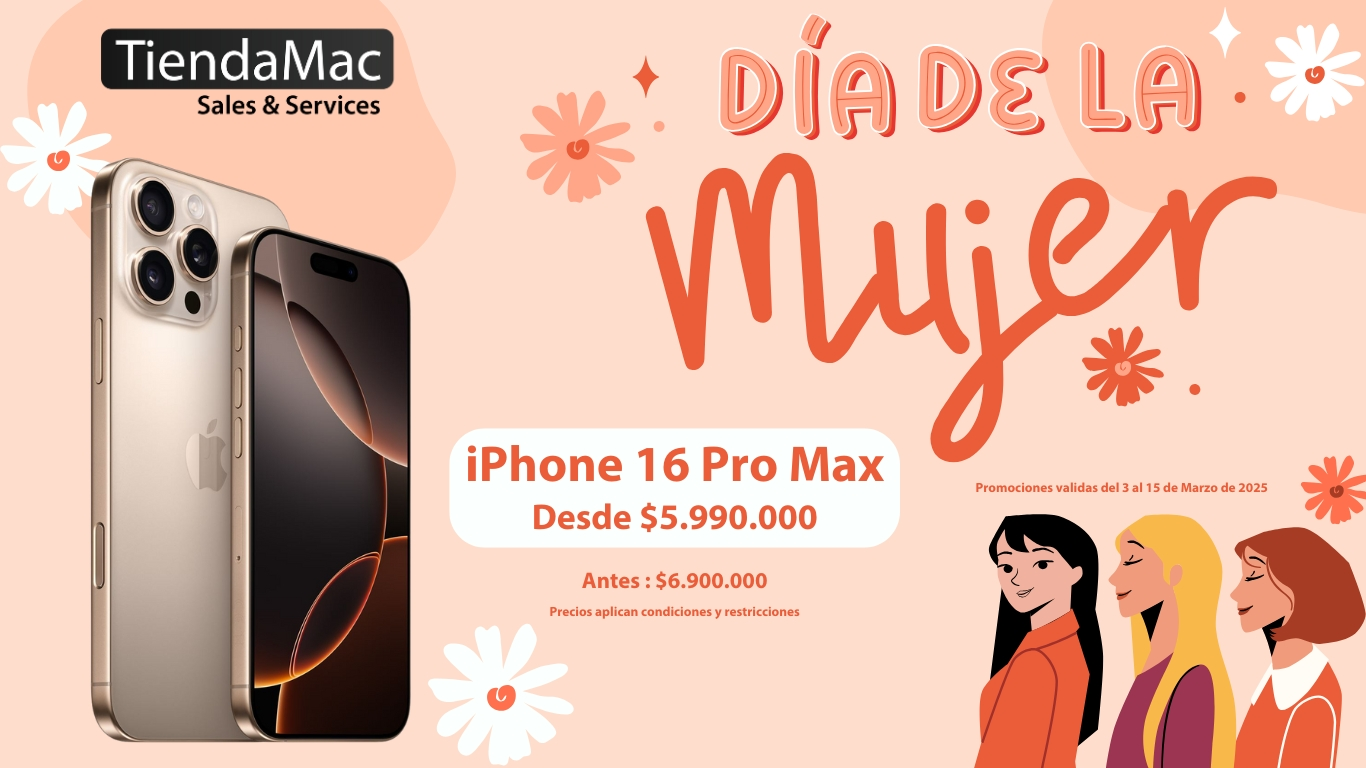 TiendaMac
Sales & Services
DÍA DE LA
Mujer
iPhone 16 Pro Max
Desde $5.990.000
Antes : $6.900.000
Precios aplican condiciones y restricciones
Promociones validas del 3 al 15 de Marzo de 2025